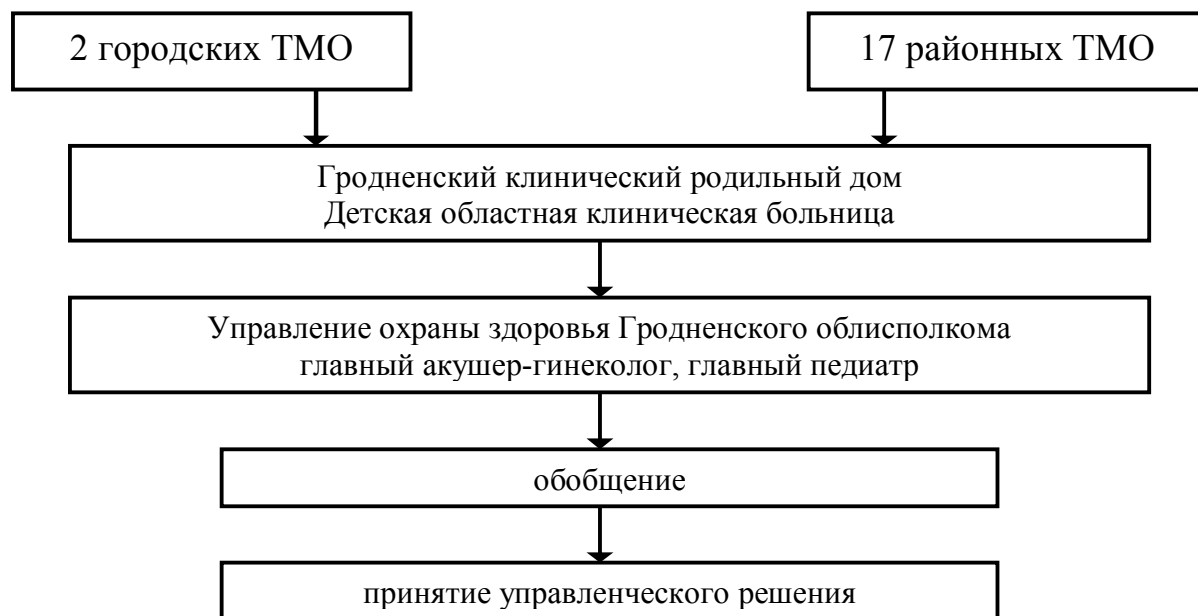 2 городских ТМО
17 районных ТМО
Гродненский клинический родильный дом
Детская областная клиническая больница
Управление охраны здоровья Гродненского облисполкома
главный акушер-гинеколог, главный педиатр
обобщение
принятие управленческого решения